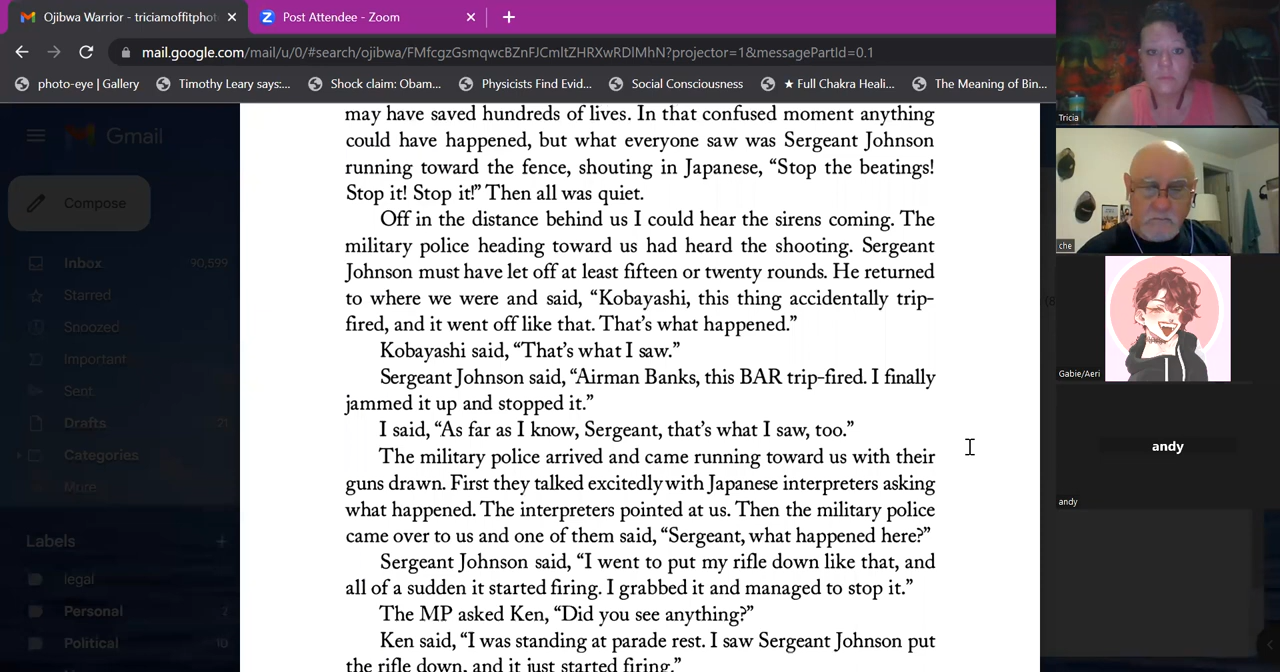 Ojibwa Warrior - triciamoffitphot
Post Attendee - Zoom
mail.google.com/mail/u/0/#search/ojibwa/FMfcgzGsmqwcBZnFJCmltZHRXwRDlMhN?projector=1&messagePartId=0.1
photo-eye | Gallery
Timothy Leary says:...
Shock claim: Obam...
Physicists Find Evid...
Social Consciousness
★ Full Chakra Heali...
The Meaning of Bin...
Gmail
Compose
Inbox 90,599
Starred
Snoozed
Important
Sent
Drafts 21
Categories
More
Labels +
legal
Personal
Political 10
may have saved hundreds of lives. In that confused moment anything
could have happened, but what everyone saw was Sergeant Johnson
running toward the fence, shouting in Japanese, “Stop the beatings!
Stop it! Stop it!” Then all was quiet.
Off in the distance behind us I could hear the sirens coming. The
military police heading toward us had heard the shooting. Sergeant
Johnson must have let off at least fifteen or twenty rounds. He returned
to where we were and said, “Kobayashi, this thing accidentally trip-
fired, and it went off like that. That’s what happened.”
Kobayashi said, “That’s what I saw.”
Sergeant Johnson said, “Airman Banks, this BAR trip-fired. I finally
jammed it up and stopped it.”
I said, “As far as I know, Sergeant, that’s what I saw, too.”
The military police arrived and came running toward us with their
guns drawn. First they talked excitedly with Japanese interpreters asking
what happened. The interpreters pointed at us. Then the military police
came over to us and one of them said, “Sergeant, what happened here?”
Sergeant Johnson said, “I went to put my rifle down like that, and
all of a sudden it started firing. I grabbed it and managed to stop it.”
The MP asked Ken, “Did you see anything?”
Ken said, “I was standing at parade rest. I saw Sergeant Johnson put
the rifle down, and it just started firing.”
Tricia
che
Gabie/Aeri
andy
andy